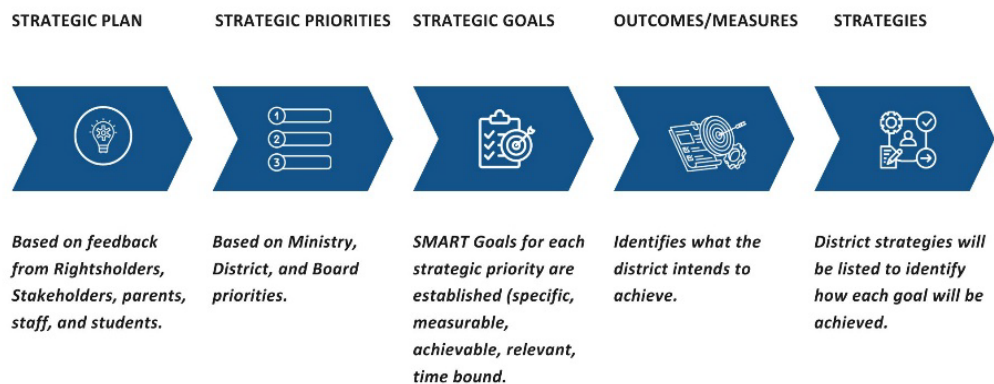 STRATEGIC PLAN
STRATEGIC PRIORITIES
STRATEGIC GOALS
OUTCOMES/MEASURES
STRATEGIES
1
2
3
Based on feedback
from Rightsholders,
Stakeholders, parents,
staff, and students.
Based on Ministry,
District, and Board
priorities.
SMART Goals for each
strategic priority are
established (specific,
measurable,
achievable, relevant,
time bound.
Identifies what the
district intends to
achieve.
District strategies will
be listed to identify
how each goal will be
achieved.